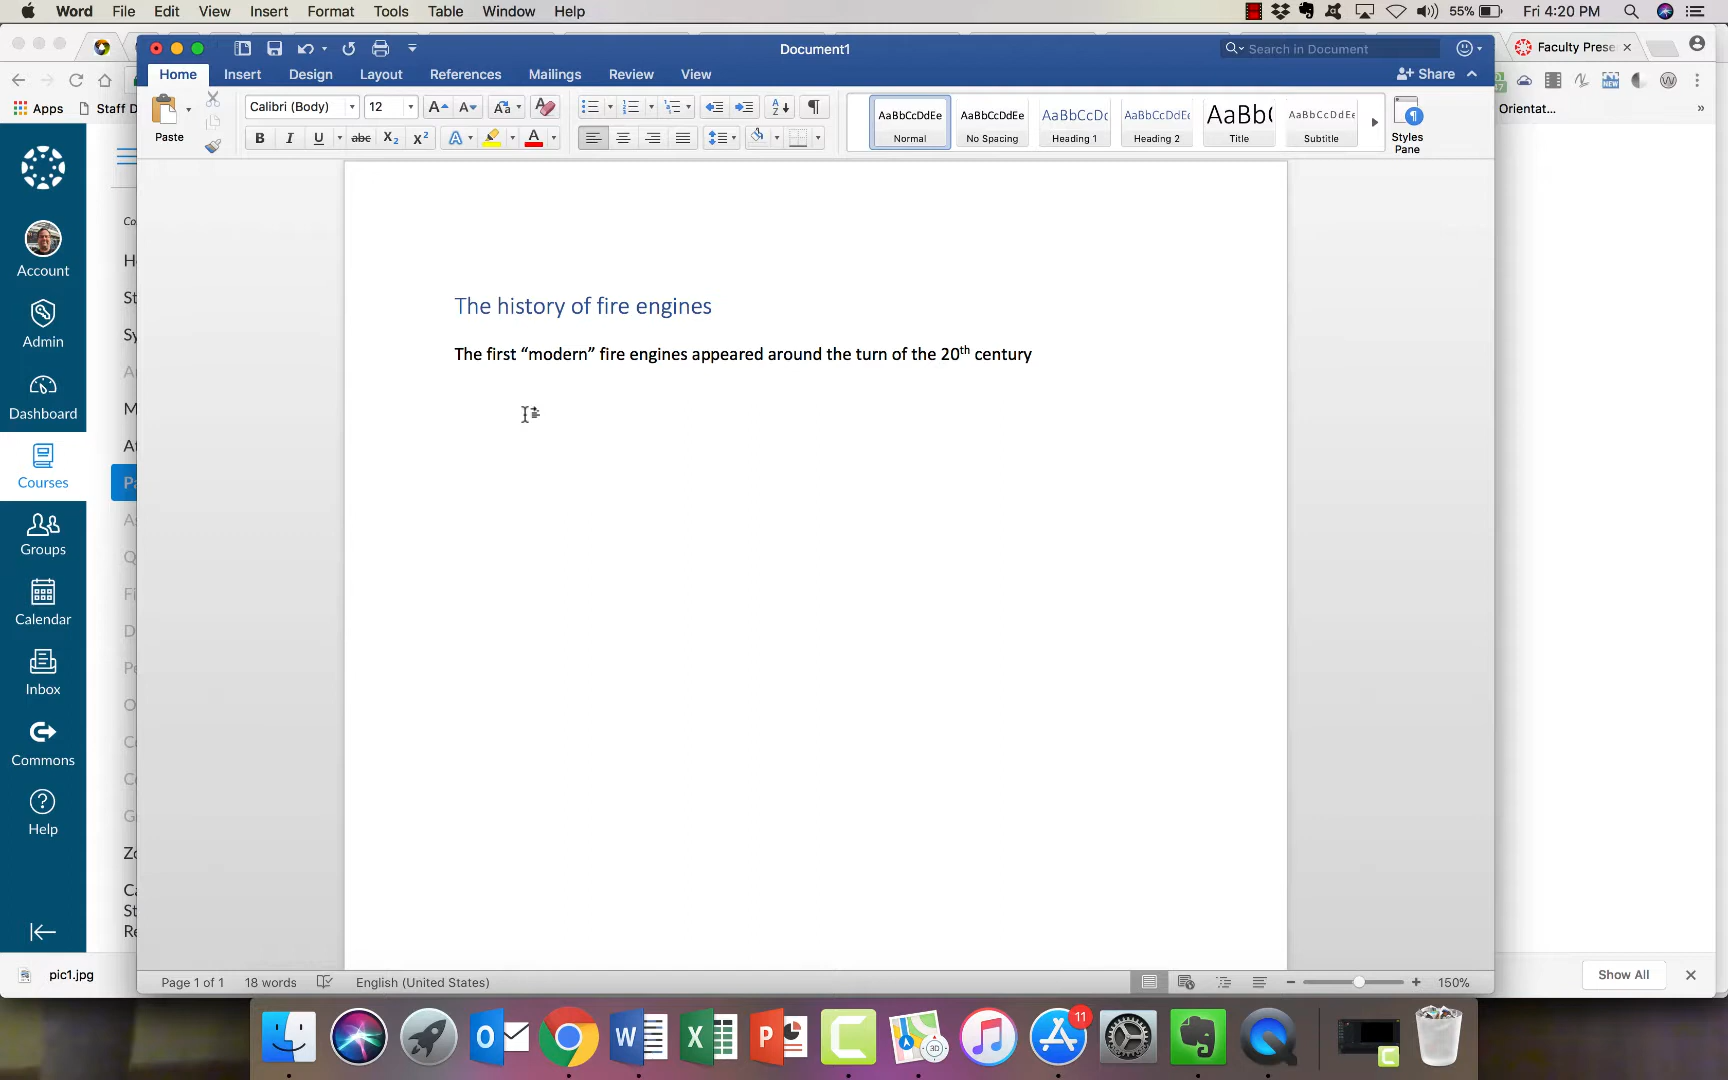 Word File Edit View Insert Format Tools Table Window Help 55% Fri 4:20 PM
Document1
Search in Document
Faculty Prese
Home Insert Design Layout References Mailings Review View
Share
Apps Staff D
Orientat...
Paste
Calibri (Body) 12
AaBbCcDdEe AaBbCcDdEe AaBbCcDc AaBbCcDdEe AaBb( AaBbCcDdEe
Normal No Spacing Heading 1 Heading 2 Title Subtitle
Styles
Pane
Account
Admin
Dashboard
Courses
Groups
Calendar
Inbox
Commons
Help
The history of fire engines
The first “modern” fire engines appeared around the turn of the 20th century
pic1.jpg
Show All
Page 1 of 1 18 words English (United States) 150%
11
3D